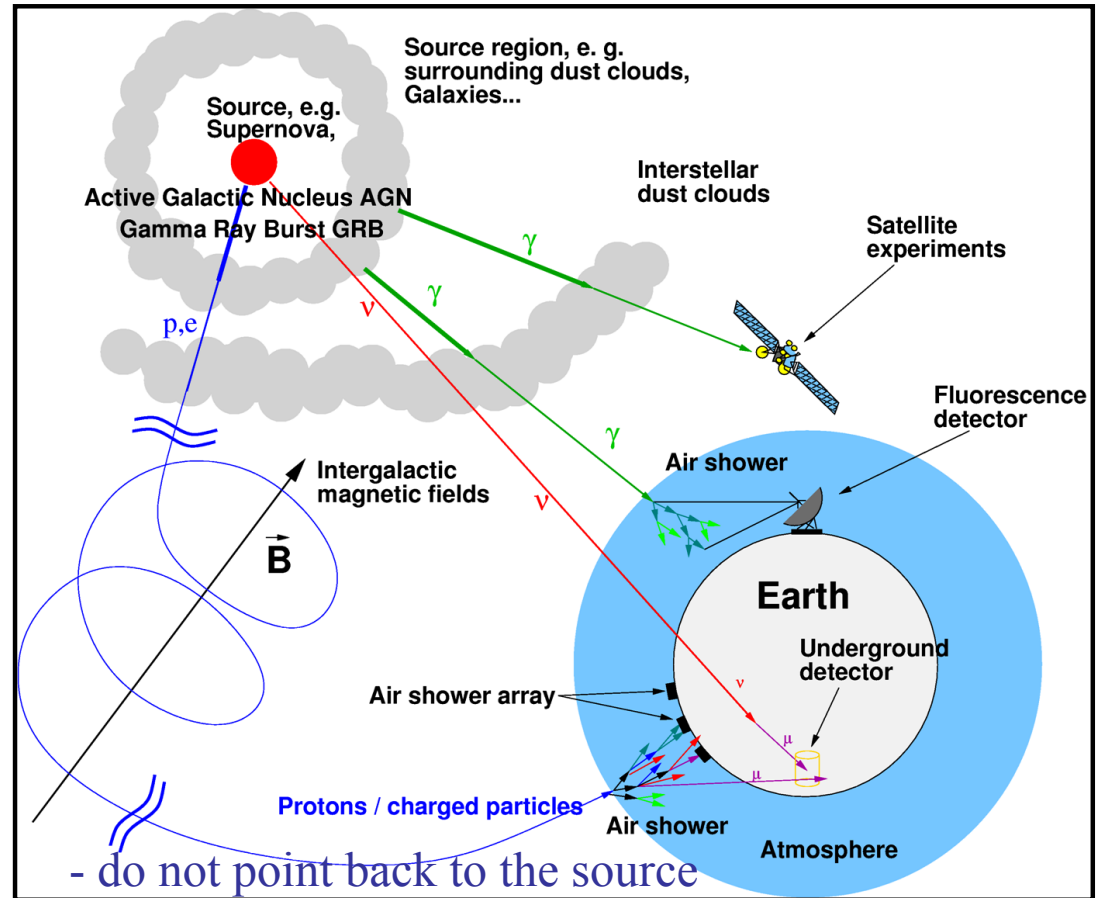 Source region, e. g.
surrounding dust clouds,
Galaxies...
Source, e.g.
Supernova,
Active Galactic Nucleus AGN
Gamma Ray Burst GRB
Interstellar
dust clouds
Satellite
experiments
γ
γ
ν
p,e
Fluorescence
detector
γ
Air shower
Intergalactic
magnetic fields
ν
B
Earth
Underground
detector
Air shower array
ν
μ
μ
Protons / charged particles
Air shower
Atmosphere
- do not point back to the source